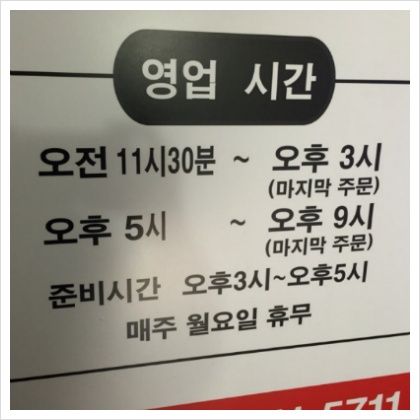 영업 시간
오전 11시30분 ~ 오후 3시
(마지막 주문)
오후 5시 ~ 오후 9시
(마지막 주문)
준비시간 오후3시~오후5시
매주 월요일 휴무
5711